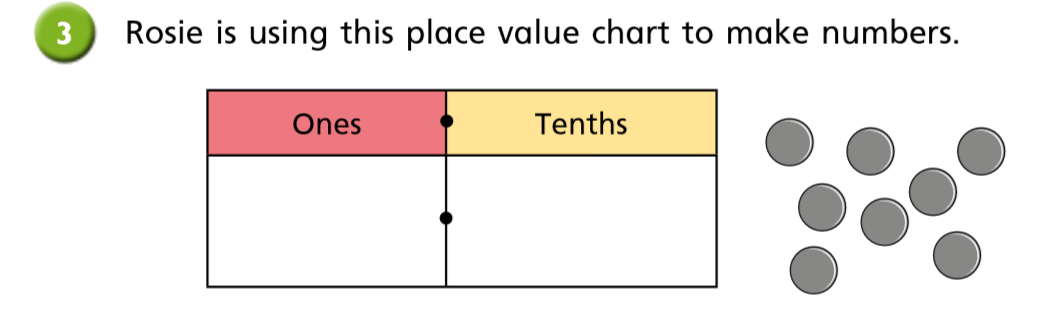 3 Rosie is using this place value chart to make numbers.
Ones Tenths